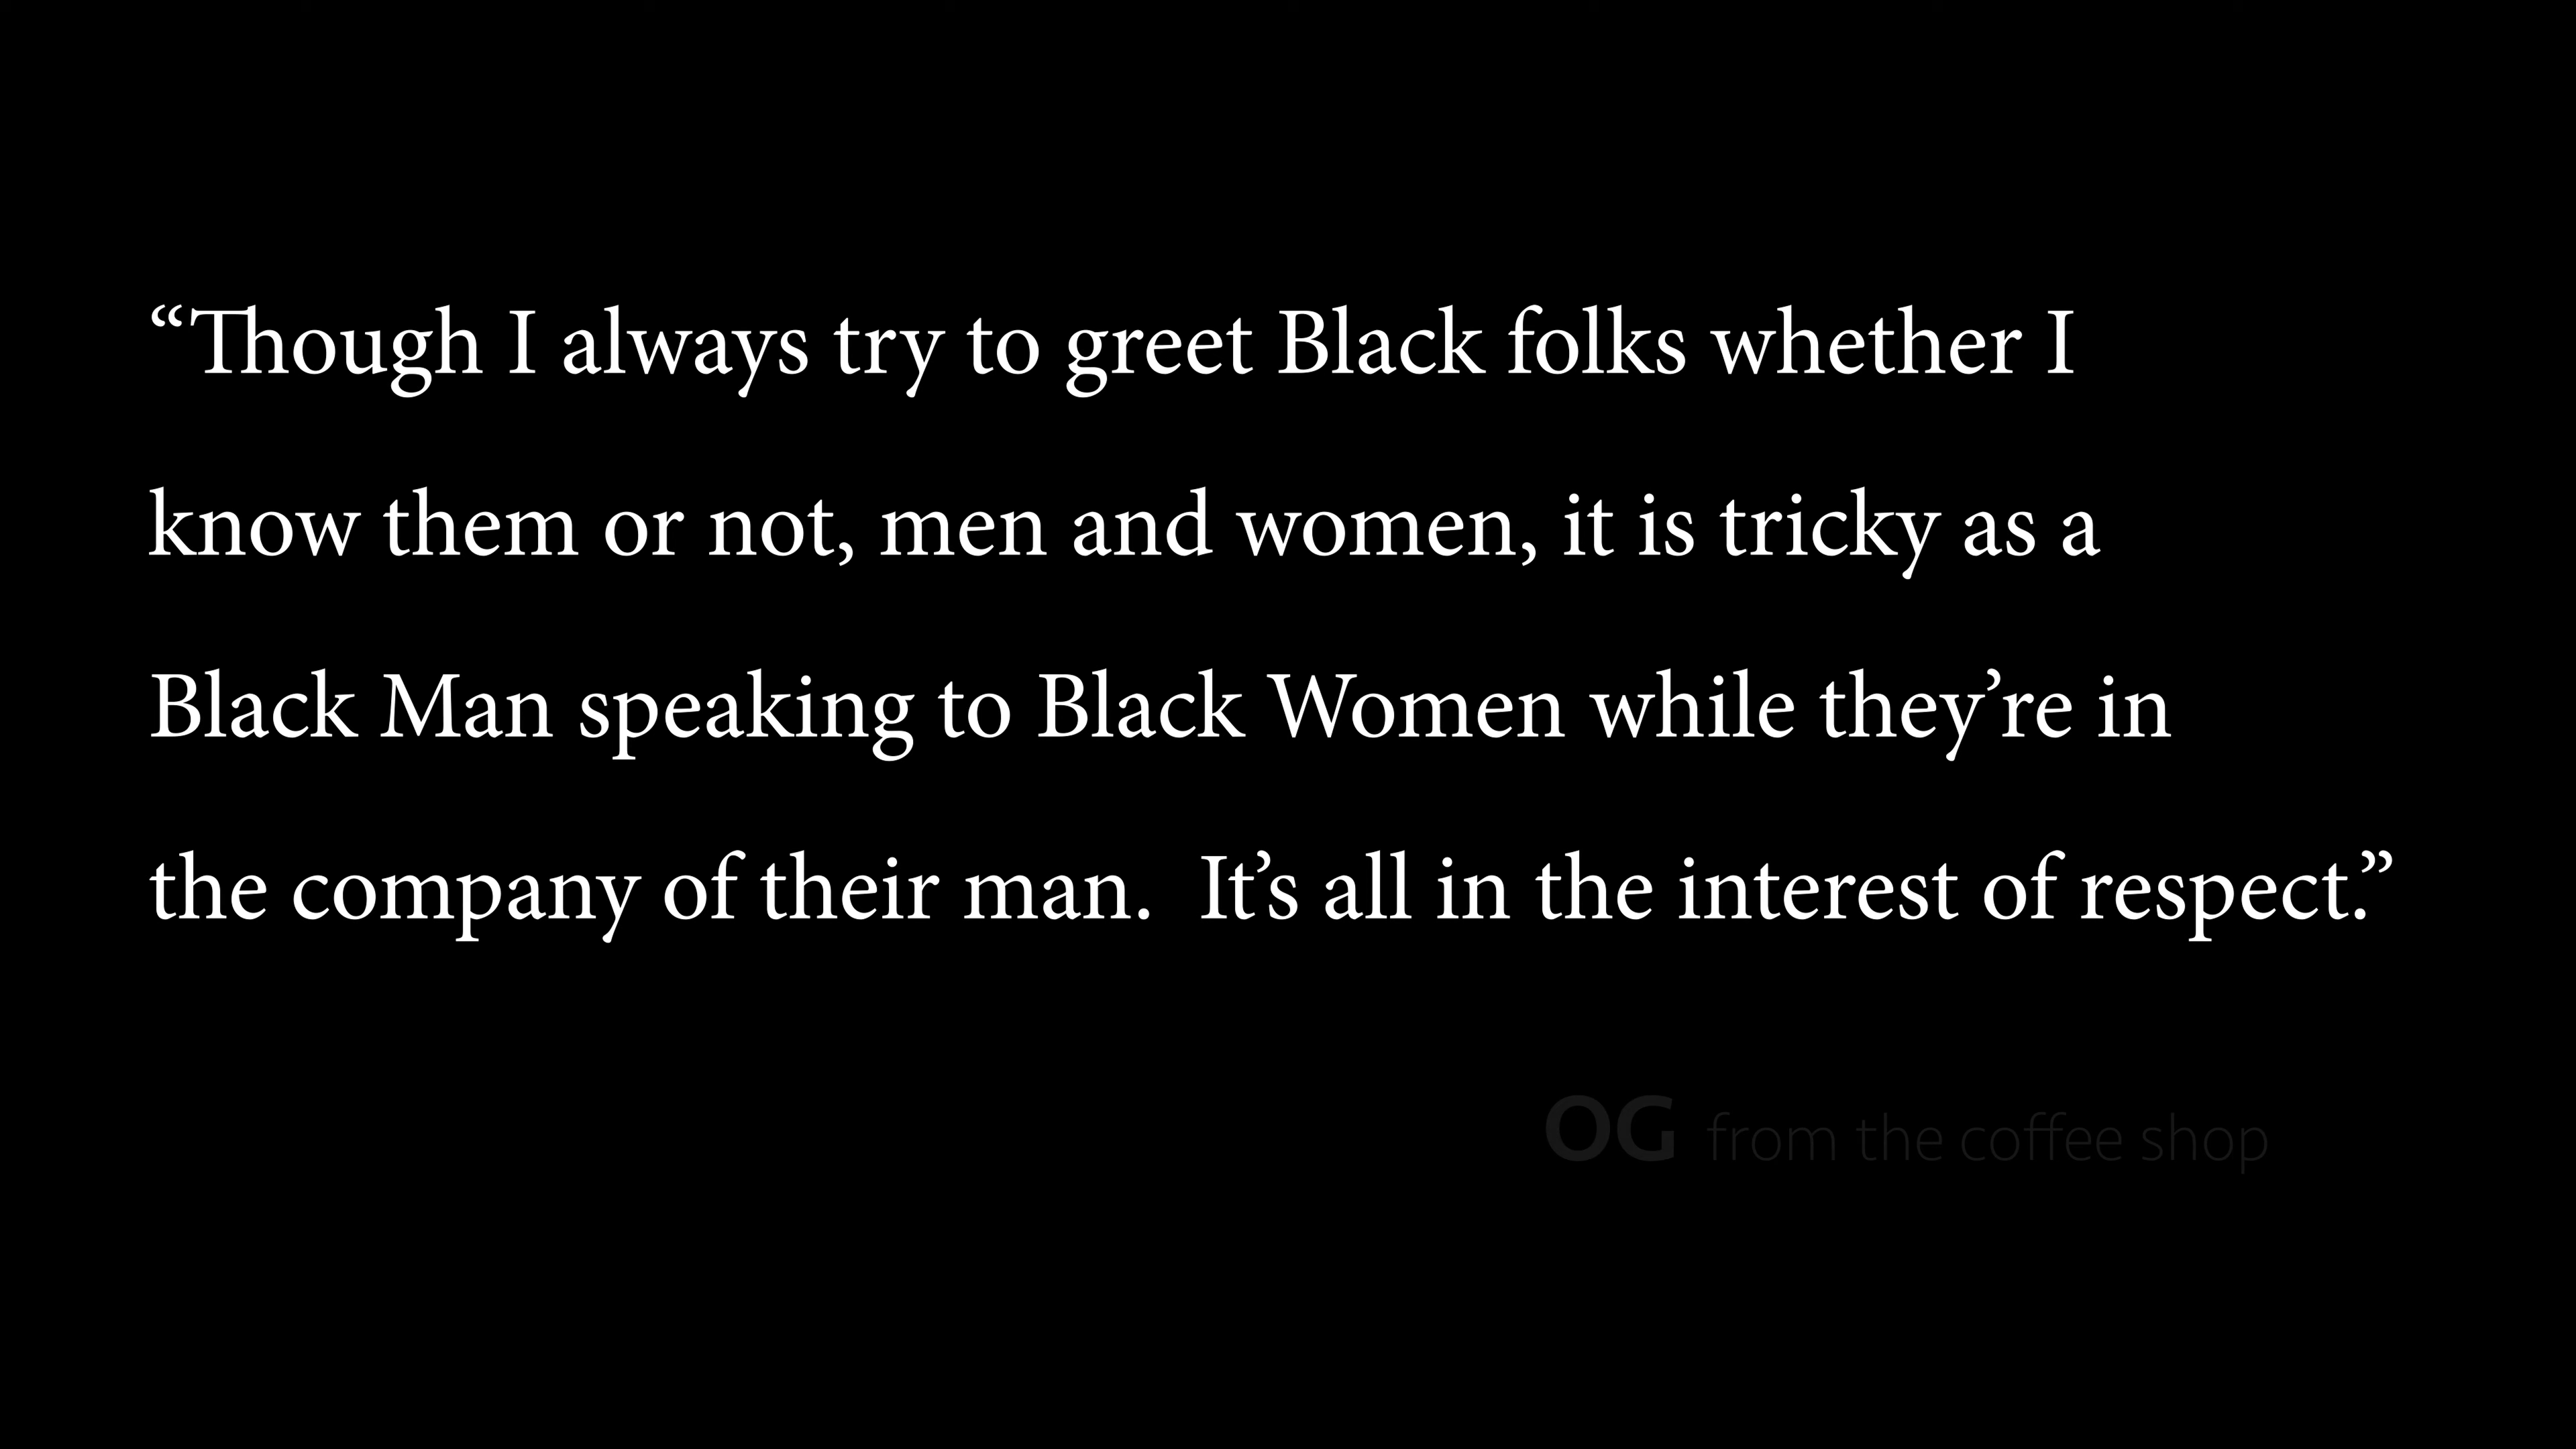 “Though I always try to greet Black folks whether I
know them or not, men and women, it is tricky as a
Black Man speaking to Black Women while they’re in
the company of their man.  It’s all in the interest of respect.”
OG from the coffee shop